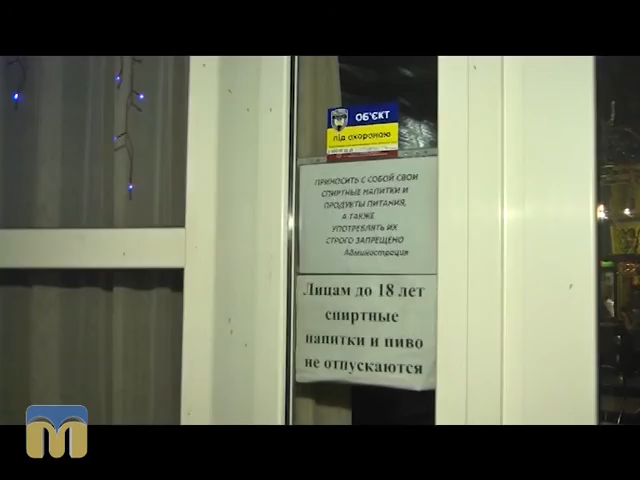 ОБ'ЄКТ
під охороною
ПРИНОСИТЬ С СОБОЙ СВОИ
СПИРТНЫЕ НАПИТКИ И
ПРОДУКТЫ ПИТАНИЯ,
А ТАКЖЕ
УПОТРЕБЛЯТЬ ИХ
СТРОГО ЗАПРЕЩЕНО
Администрация
Лицам до 18 лет
спиртные
напитки и пиво
не отпускаются
М